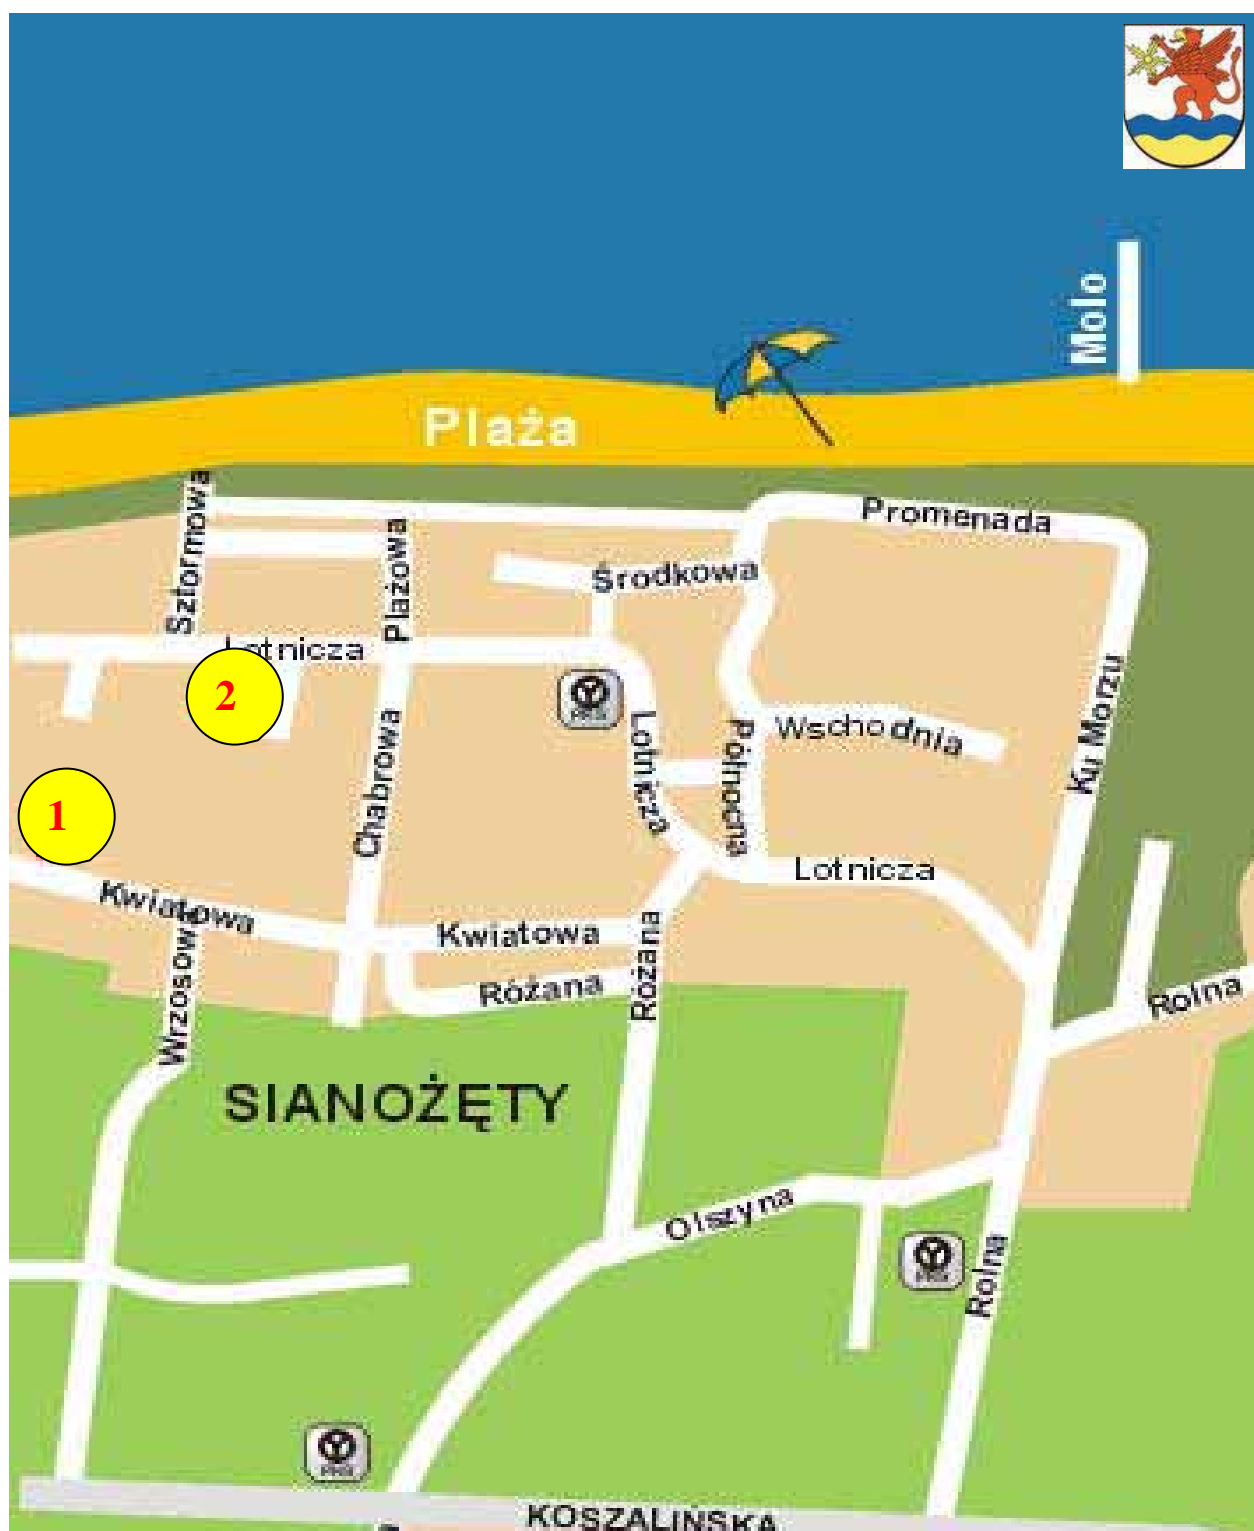 Molo
Plaża
Sztormowa
Plażowa
Promenada
Środkowa
Lotnicza
2
Ku Morzu
Chabrowa
Lotnicza
Północna
Wschodnia
1
Lotnicza
Kwiatowa
Wrzosowa
Kwiatowa
Różana
Różana
Rolna
SIANOŻĘTY
Olszyna
Rolna
PKS
KOSZALIŃSKA